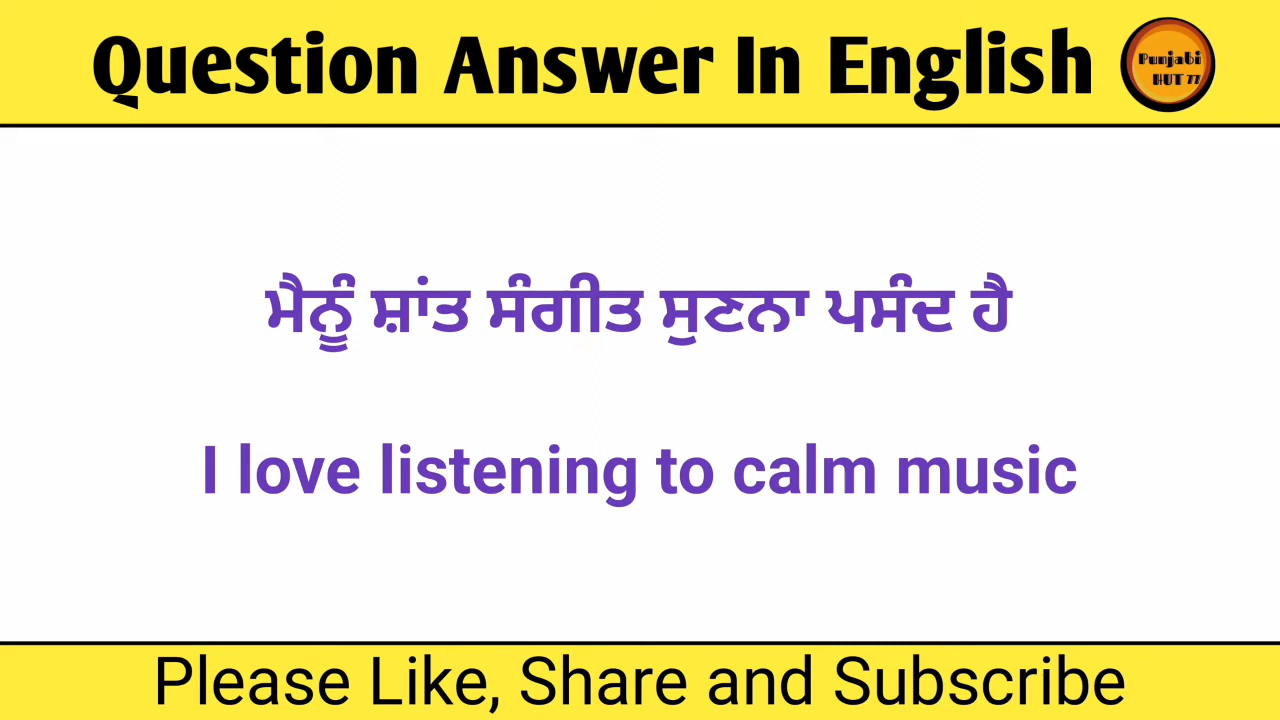 Question Answer In English
Punjabi
HUT 77
ਮੈਨੂੰ ਸ਼ਾਂਤ ਸੰਗੀਤ ਸੁਣਨਾ ਪਸੰਦ ਹੈ
I love listening to calm music
Please Like, Share and Subscribe